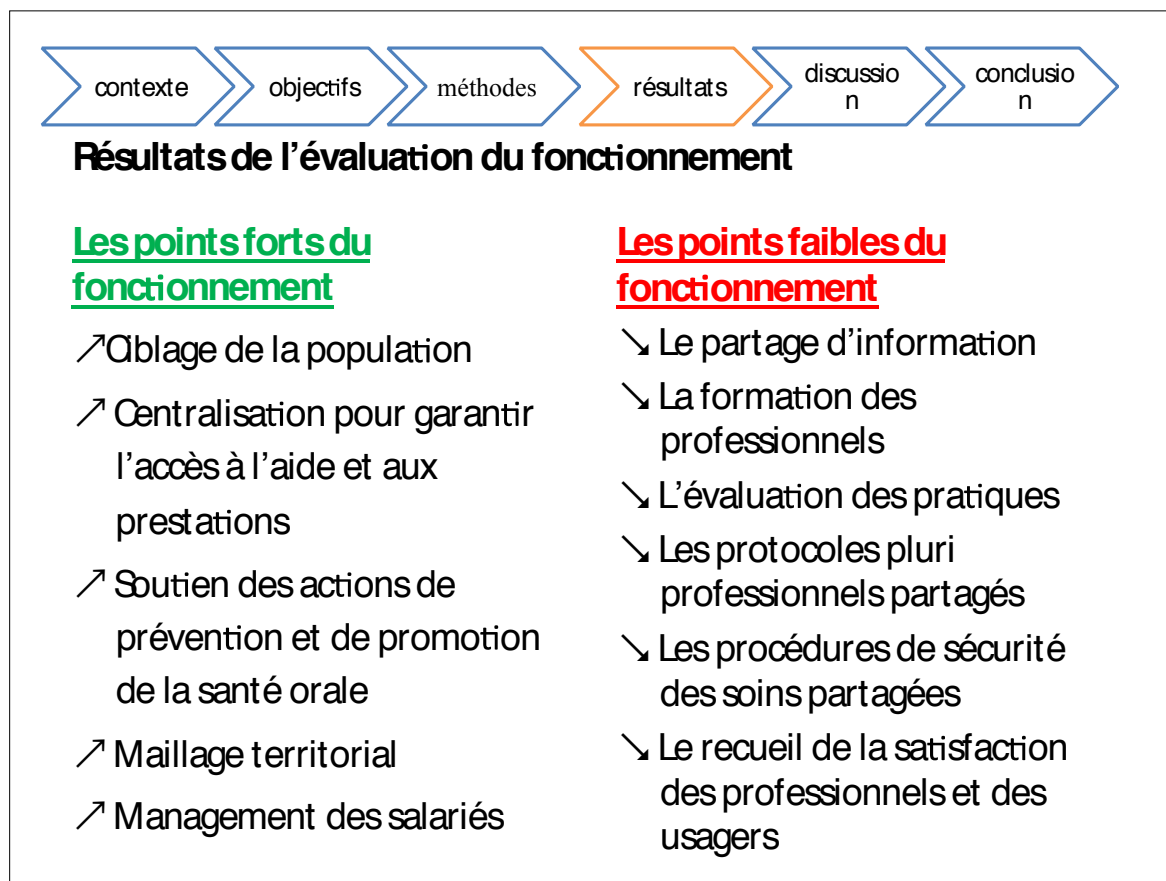 contexte
objectifs
méthodes
résultats
discussio
n
conclusio
n
Résultats de l’évaluation du fonctionnement
Les points forts du
fonctionnement
↗Ciblage de la population
↗ Centralisation pour garantir
l’accès à l’aide et aux
prestations
↗ Soutien des actions de
prévention et de promotion
de la santé orale
↗ Maillage territorial
↗ Management des salariés
Les points faibles du
fonctionnement
↘ Le partage d’information
↘ La formation des
professionnels
↘ L’évaluation des pratiques
↘ Les protocoles pluri
professionnels partagés
↘ Les procédures de sécurité
des soins partagées
↘ Le recueil de la satisfaction
des professionnels et des
usagers